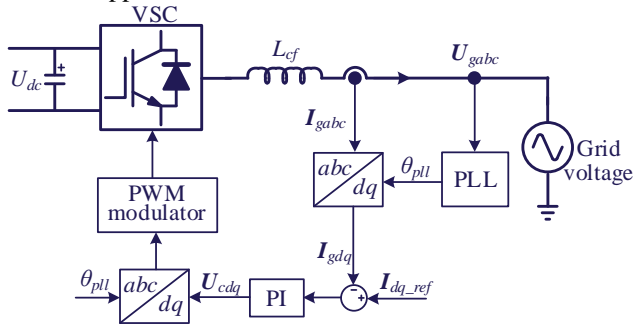 VSC
U_dc
+
L_cf
U_gabc
I_gabc
Grid
voltage
abc
dq
θ_pll
PLL
PWM
modulator
I_gdq
θ_pll
abc
dq
U_cdq
PI
-
+
I_dq_ref